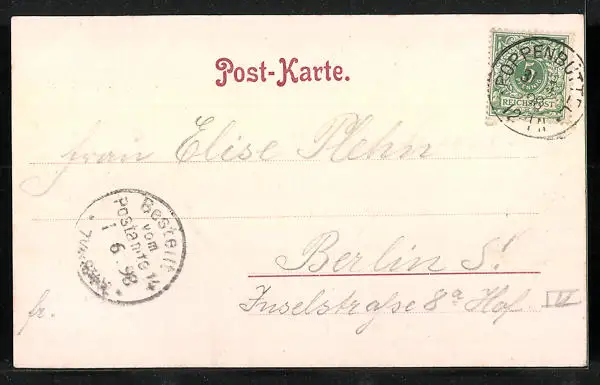 Post-Karte.
POPPENBÜTTEL
5
REICHSPOST
Frau Elise Plehn
Bestellt
vom
Postamte 14
1 6. 98
Berlin S.
Inselstraße 8a Hof IV
fr.